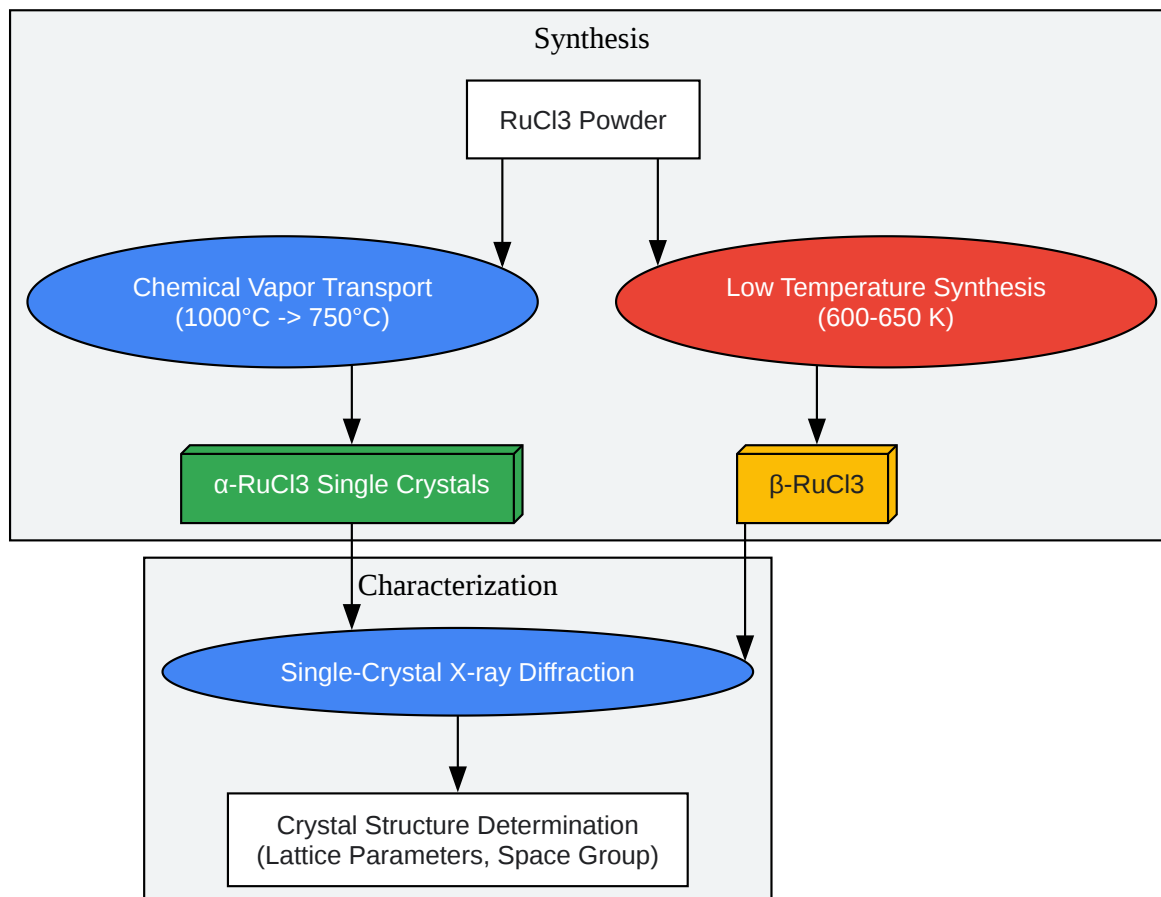 Synthesis
RuCl3 Powder
Chemical Vapor Transport
(1000°C -> 750°C)
Low Temperature Synthesis
(600-650 K)
α-RuCl3 Single Crystals
β-RuCl3
Characterization
Single-Crystal X-ray Diffraction
Crystal Structure Determination
(Lattice Parameters, Space Group)